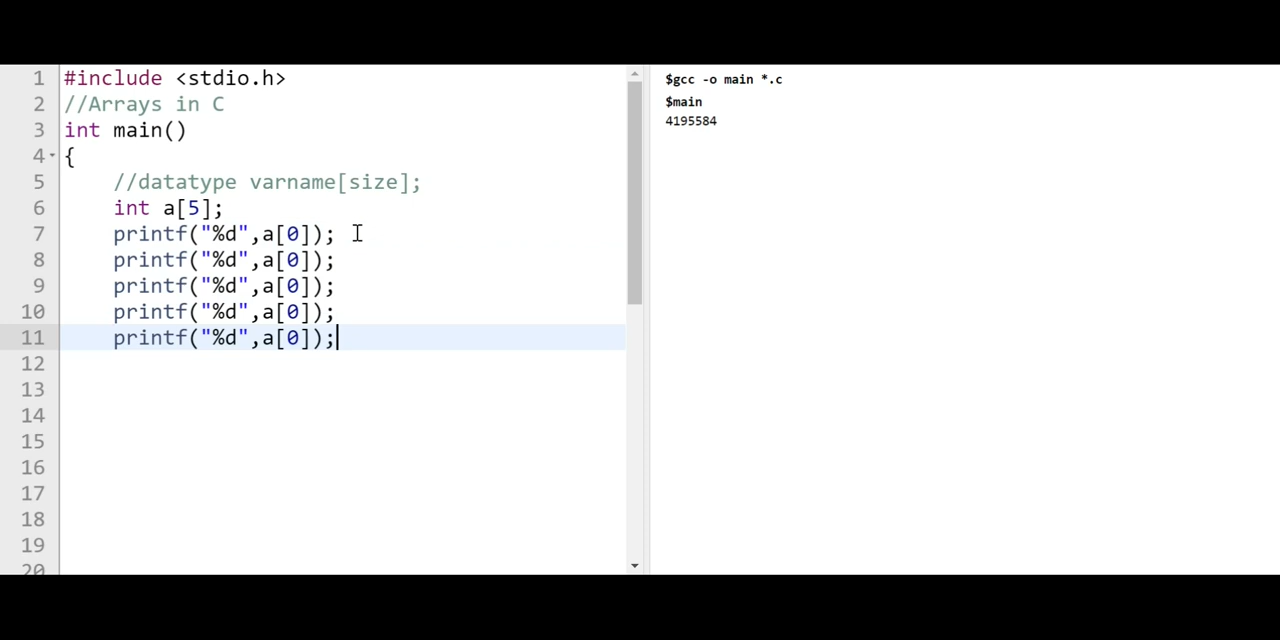 1 #include <stdio.h>
2 //Arrays in C
3 int main()
4 {
5 //datatype varname[size];
6 int a[5];
7 printf("%d",a[0]);
8 printf("%d",a[0]);
9 printf("%d",a[0]);
10 printf("%d",a[0]);
11 printf("%d",a[0]);
12
13
14
15
16
17
18
19
20
$gcc -o main *.c
$main
4195584